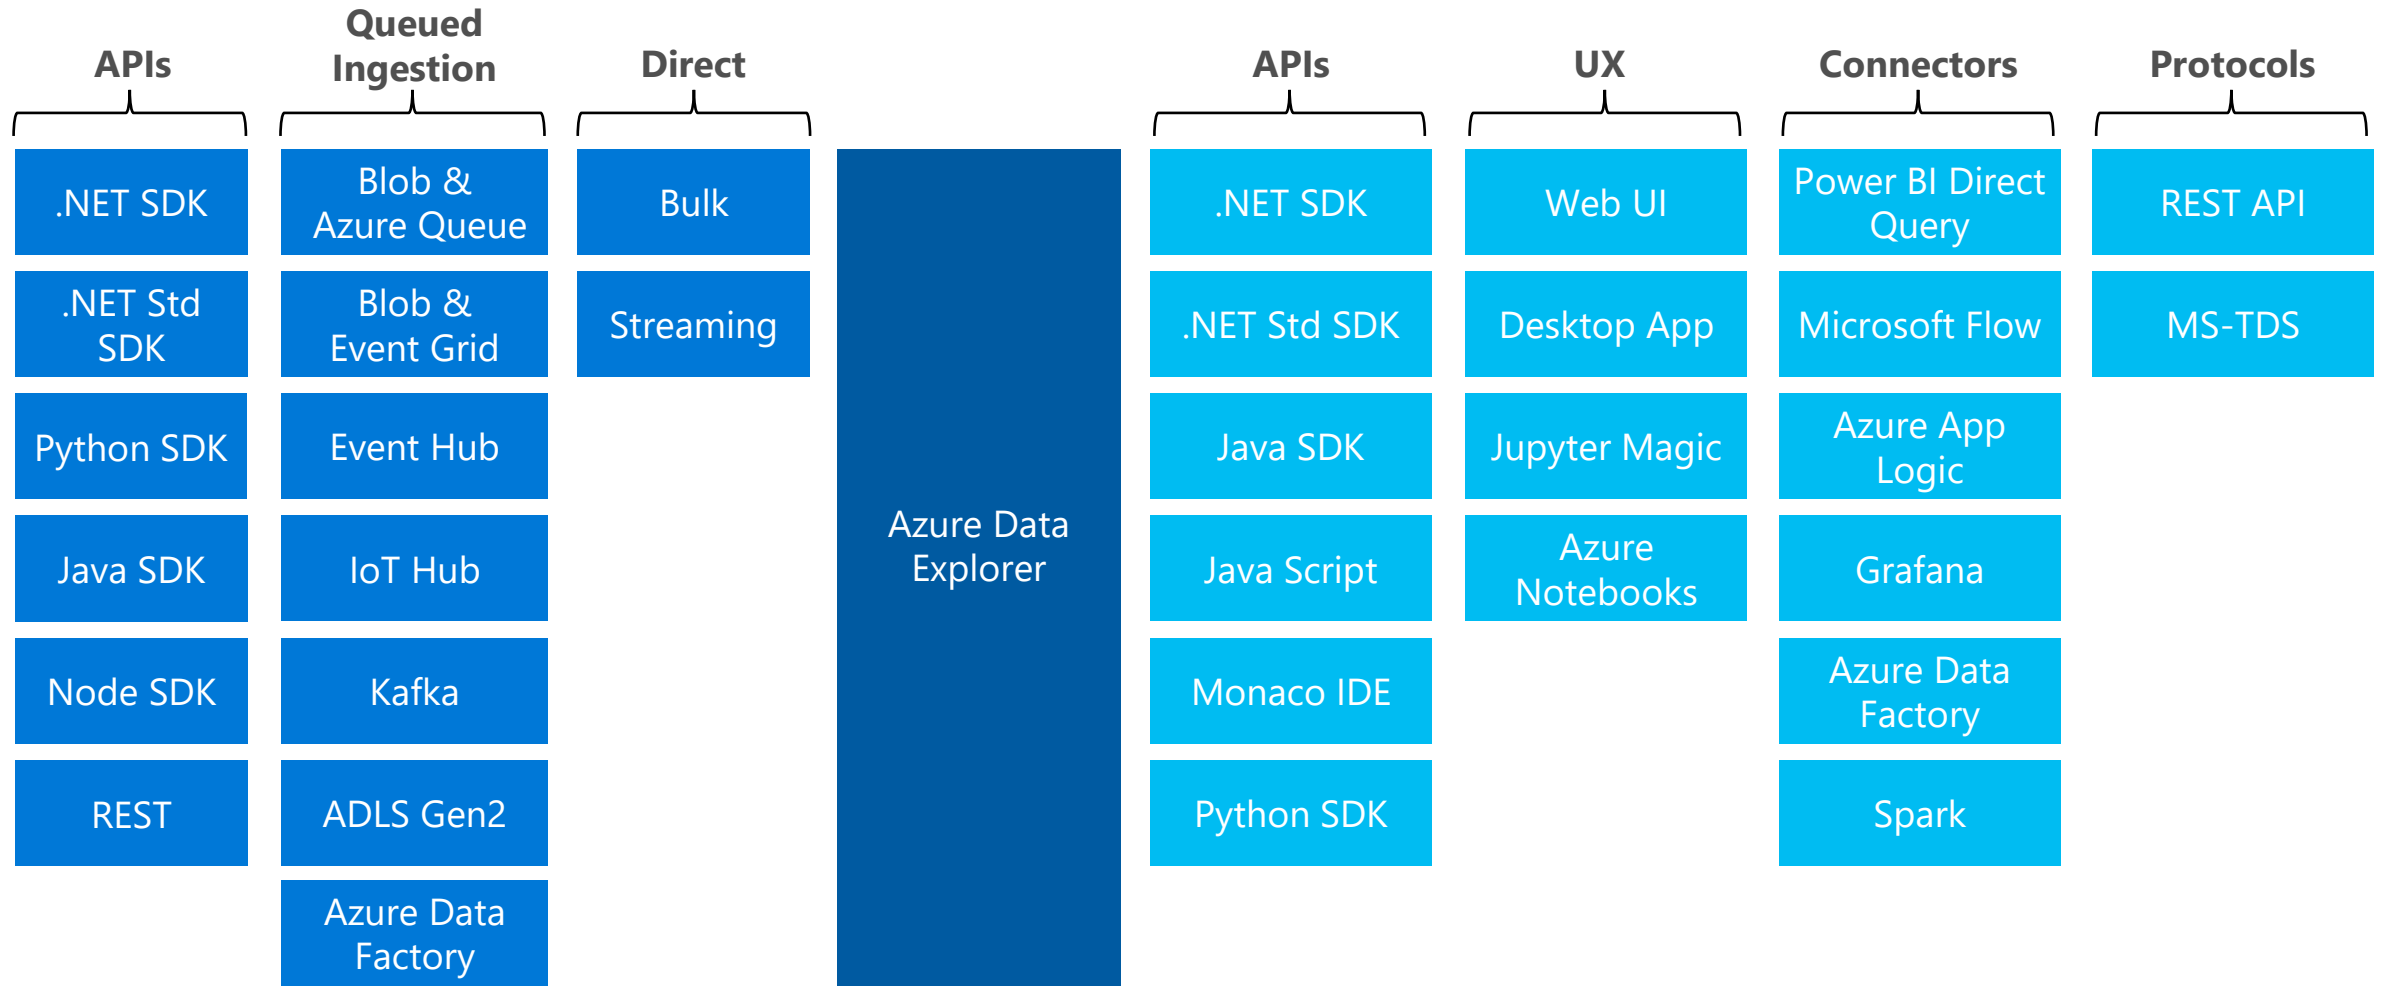 APIs
Queued
Ingestion
Direct
APIs
UX
Connectors
Protocols
.NET SDK
.NET Std
SDK
Python SDK
Java SDK
Node SDK
REST
Blob &
Azure Queue
Blob &
Event Grid
Event Hub
IoT Hub
Kafka
ADLS Gen2
Azure Data
Factory
Bulk
Streaming
Azure Data
Explorer
.NET SDK
.NET Std SDK
Java SDK
Java Script
Monaco IDE
Python SDK
Web UI
Desktop App
Jupyter Magic
Azure
Notebooks
Power BI Direct
Query
Microsoft Flow
Azure App
Logic
Grafana
Azure Data
Factory
Spark
REST API
MS-TDS